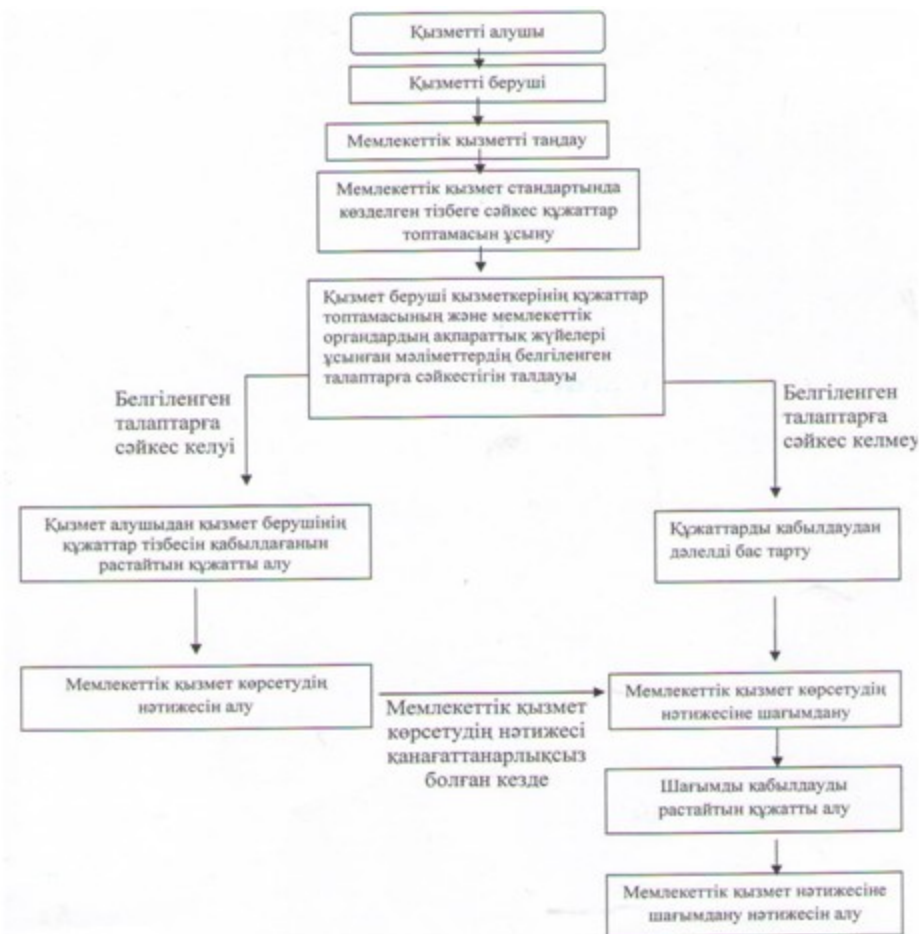 Қызметті алушы
Қызметті беруші
Мемлекеттік қызметті таңдау
Мемлекеттік қызмет стандартында
көзделген тізбеге сәйкес құжаттар
топтамасын ұсыну
Қызмет беруші қызметкерінің құжаттар
топтамасының және мемлекеттік
органдардың ақпараттық жүйелері
ұсынған мәліметтердің белгіленген
талаптарға сәйкестігін талдауы
Белгіленген
талаптарға
сәйкес келуі
Белгіленген
талаптарға
сәйкес келмеу
Қызмет алушыдан қызмет берушінің
құжаттар тізбесін қабылдағанын
растайтын құжатты алу
Құжаттарды қабылдаудан
дәлелді бас тарту
Мемлекеттік қызмет көрсетудің
нәтижесін алу
Мемлекеттік қызмет
көрсетудің нәтижесі
қанағаттанарлықсыз
болған кезде
Мемлекеттік қызмет көрсетудің
нәтижесіне шағымдану
Шағымды қабылдауды
растайтын құжатты алу
Мемлекеттік қызмет нәтижесіне
шағымдану нәтижесін алу